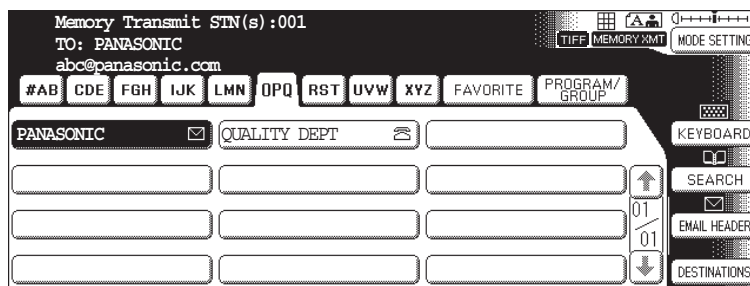 Memory Transmit STN(s):001
TO: PANASONIC
abc@panasonic.com
TIFF MEMORY XMT MODE SETTING
#AB CDE FGH IJK LMN OPQ RST UVW XYZ FAVORITE PROGRAM/
GROUP
PANASONIC QUALITY DEPT
KEYBOARD
SEARCH
01
01
EMAIL HEADER
DESTINATIONS